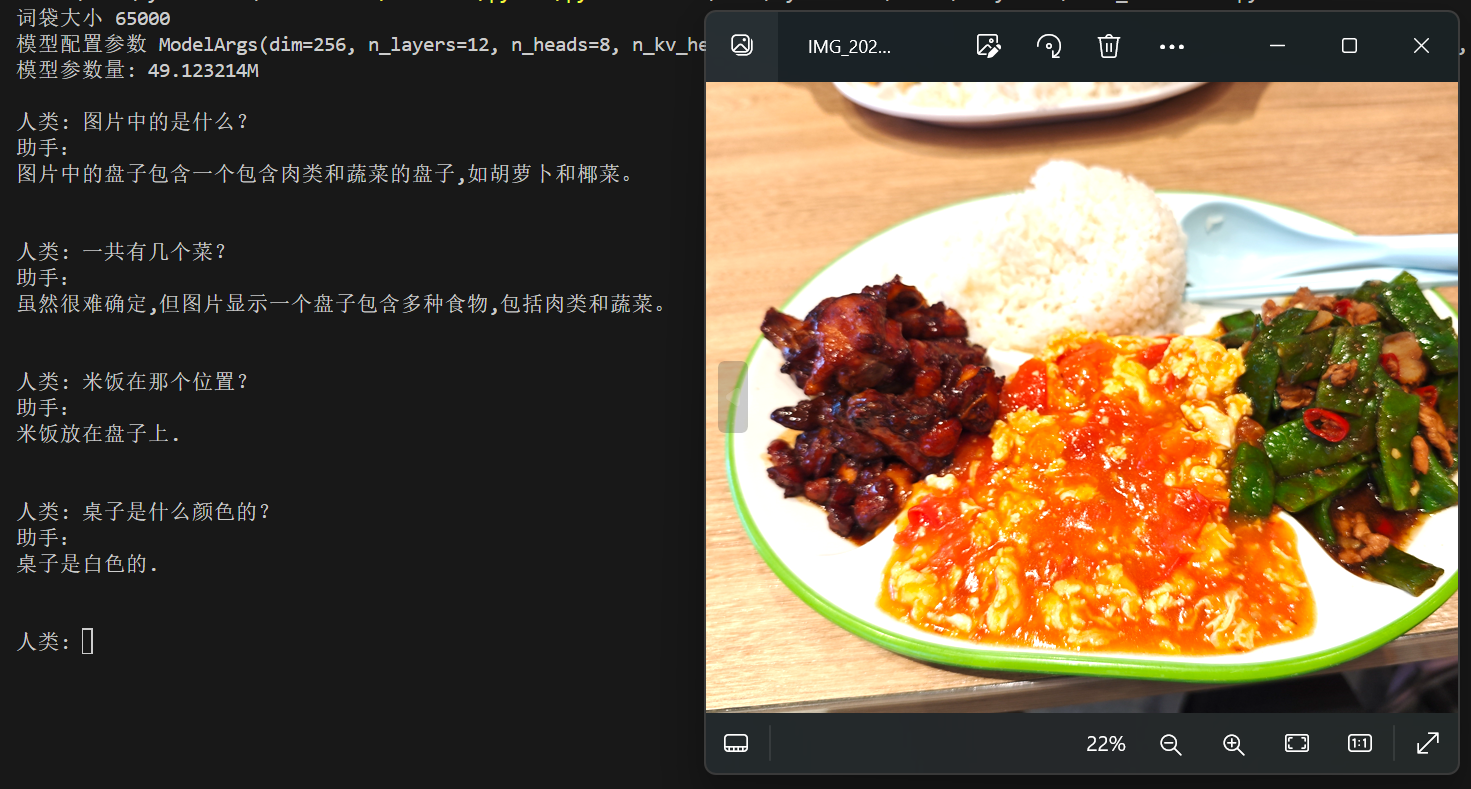 词袋大小 65000
模型配置参数 ModelArgs(dim=256, n_layers=12, n_heads=8,
模型参数量: 49.123214M
人类: 图片中的是什么?
助手:
图片中的盘子包含一个包含肉类和蔬菜的盘子,如胡萝卜和椰菜。
人类: 一共有几个菜?
助手:
虽然很难确定,但图片显示一个盘子包含多种食物,包括肉类和蔬菜。
人类: 米饭在那个位置?
助手:
米饭放在盘子上.
人类: 桌子是什么颜色的?
助手:
桌子是白色的.
人类:
IMG_202...
22%
1:1